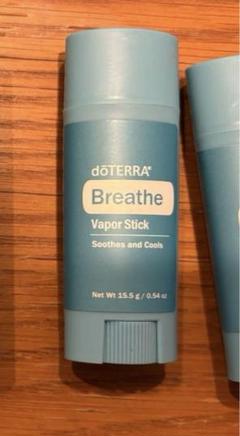 dōTERRA®
Breathe
Vapor Stick
Soothes and Cools
Net Wt 15.5 g / 0.54 oz